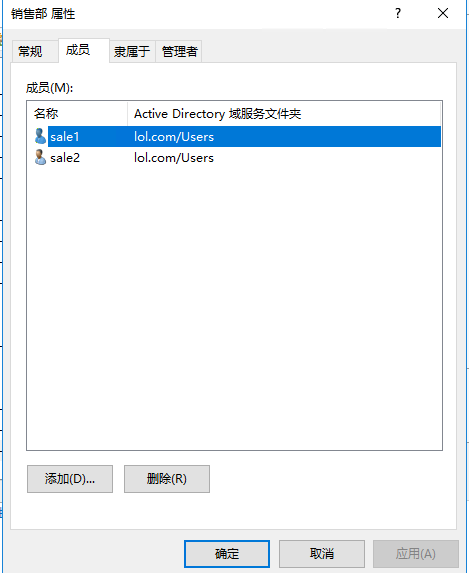 销售部 属性
? ×
常规 成员 隶属于 管理者
成员(M):
名称 Active Directory 域服务文件夹
sale1 lol.com/Users
sale2 lol.com/Users
添加(D)... 删除(R)
确定 取消 应用(A)